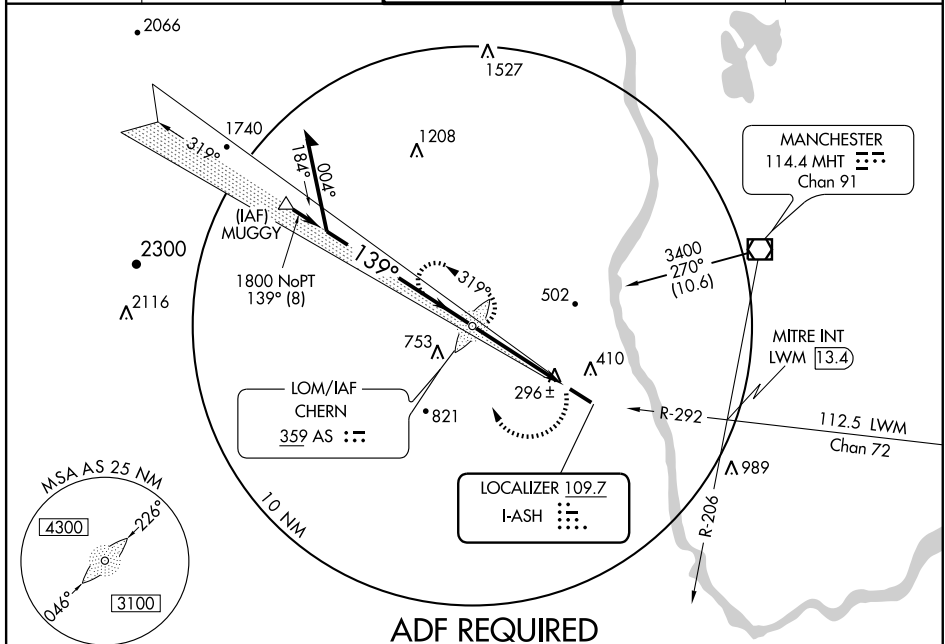 2066
1527
1740
1208
319°
184°
004°
MANCHESTER
114.4 MHT
Chan 91
(IAF)
MUGGY
2300
139°
319°
3400
270°
(10.6)
1800 NoPT
139° (8)
502
2116
753
410
MITRE INT
LWM 13.4
LOM/IAF
CHERN
359 AS
296 ±
821
R-292
112.5 LWM
Chan 72
989
LOCALIZER 109.7
I-ASH
R-206
MSA AS 25 NM
4300
226°
046°
3100
10 NM
ADF REQUIRED